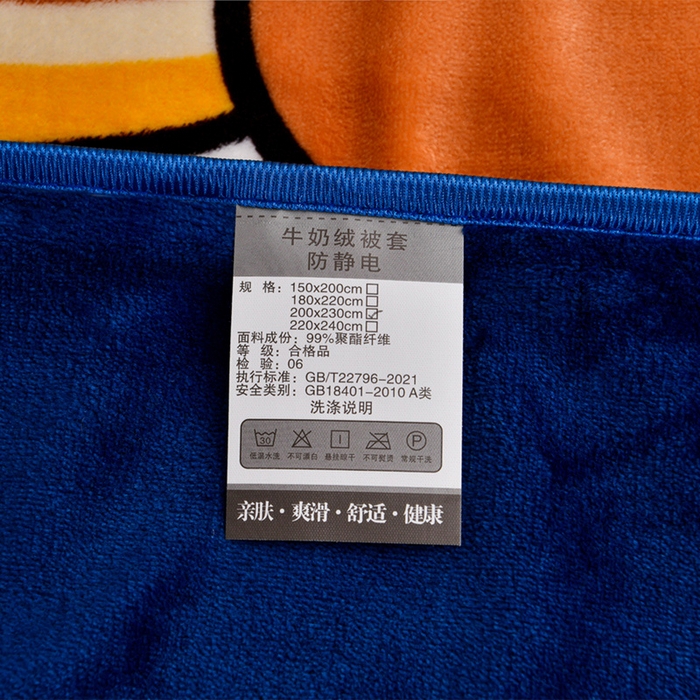 牛奶绒被套
防静电
规 格：150x200cm
180x220cm
200x230cm
220x240cm
面料成份：99%聚酯纤维
等 级：合格品
检 验：06
执行标准：GB/T22796-2021
安全类别：GB18401-2010 A类
洗涤说明
30 P
低温水洗 不可漂白 悬挂晾干 不可熨烫 常规干洗
亲肤·爽滑·舒适·健康